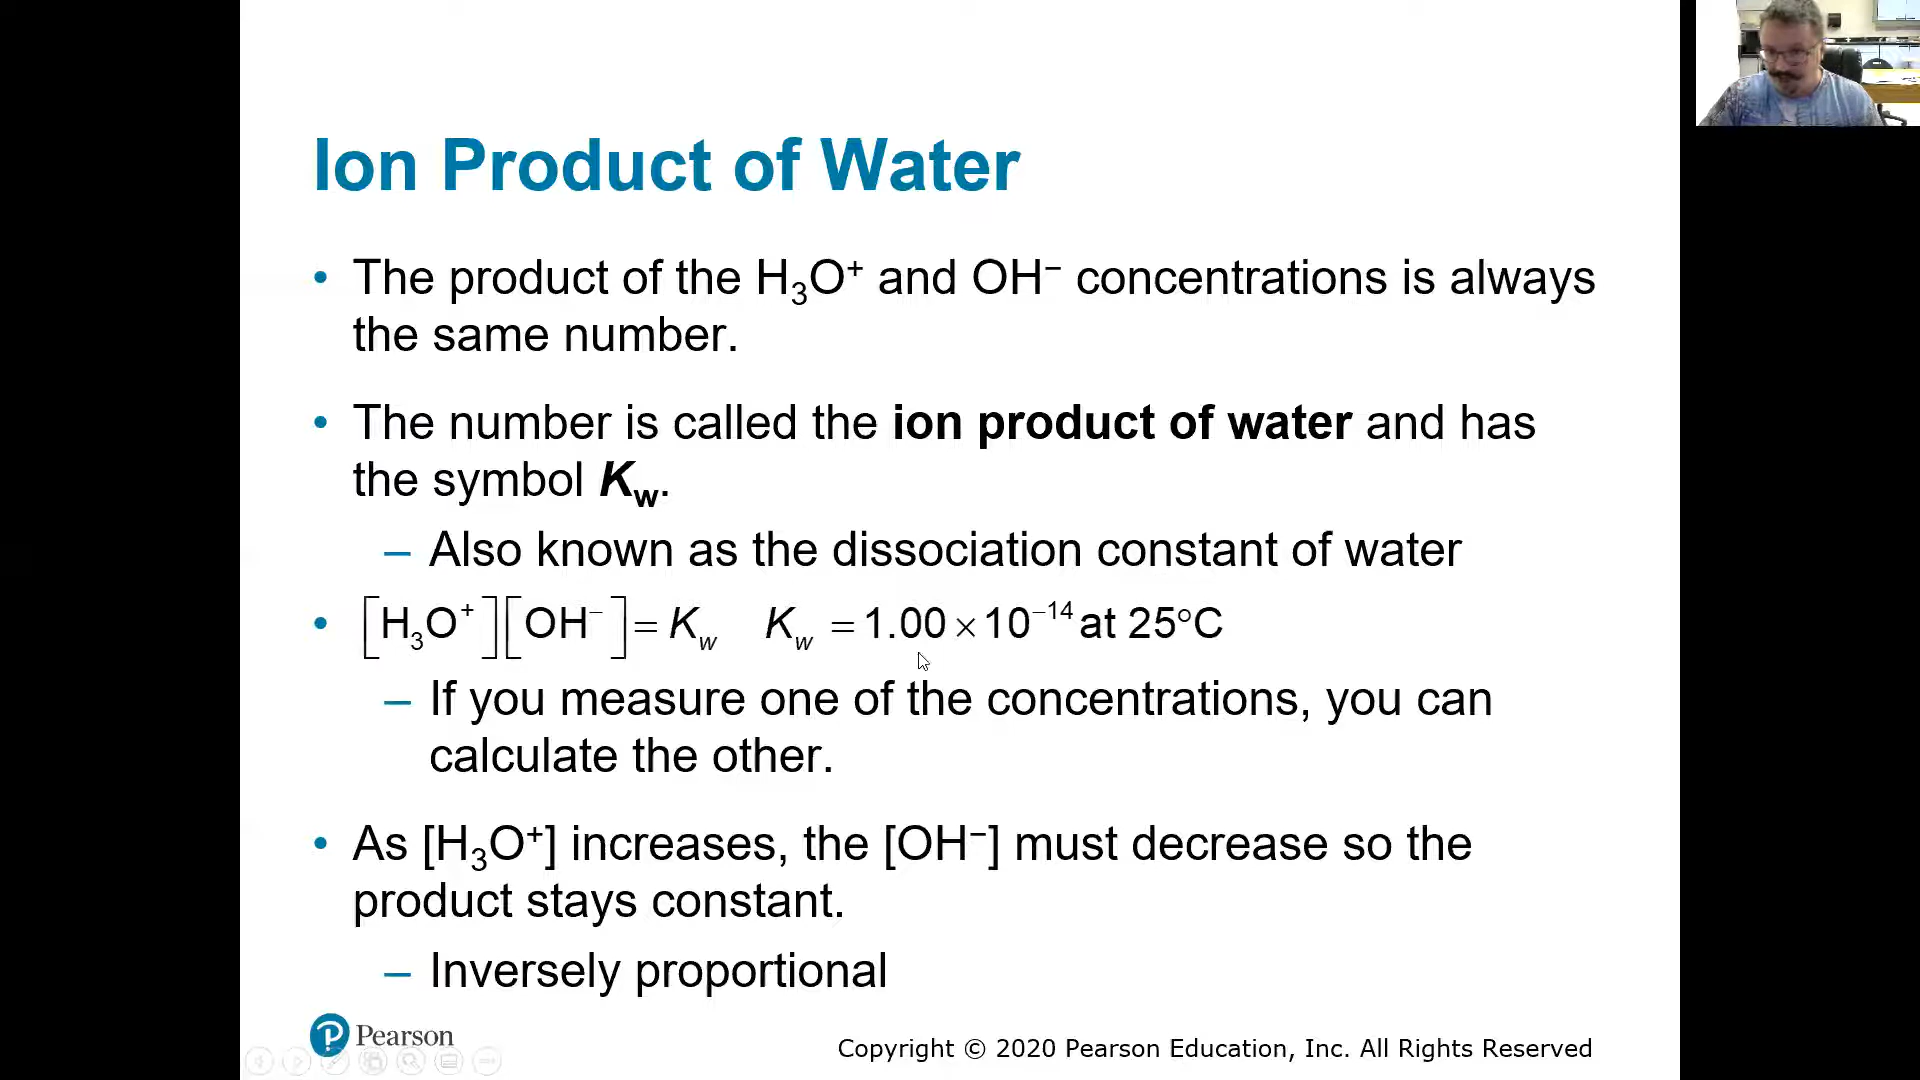 Ion Product of Water
• The product of the H₃O⁺ and OH⁻ concentrations is always
the same number.
• The number is called the ion product of water and has
the symbol Kw.
– Also known as the dissociation constant of water
• [H₃O⁺][OH⁻] = Kw   Kw = 1.00 × 10⁻¹⁴ at 25°C
– If you measure one of the concentrations, you can
calculate the other.
• As [H₃O⁺] increases, the [OH⁻] must decrease so the
product stays constant.
– Inversely proportional
P Pearson
Copyright © 2020 Pearson Education, Inc. All Rights Reserved